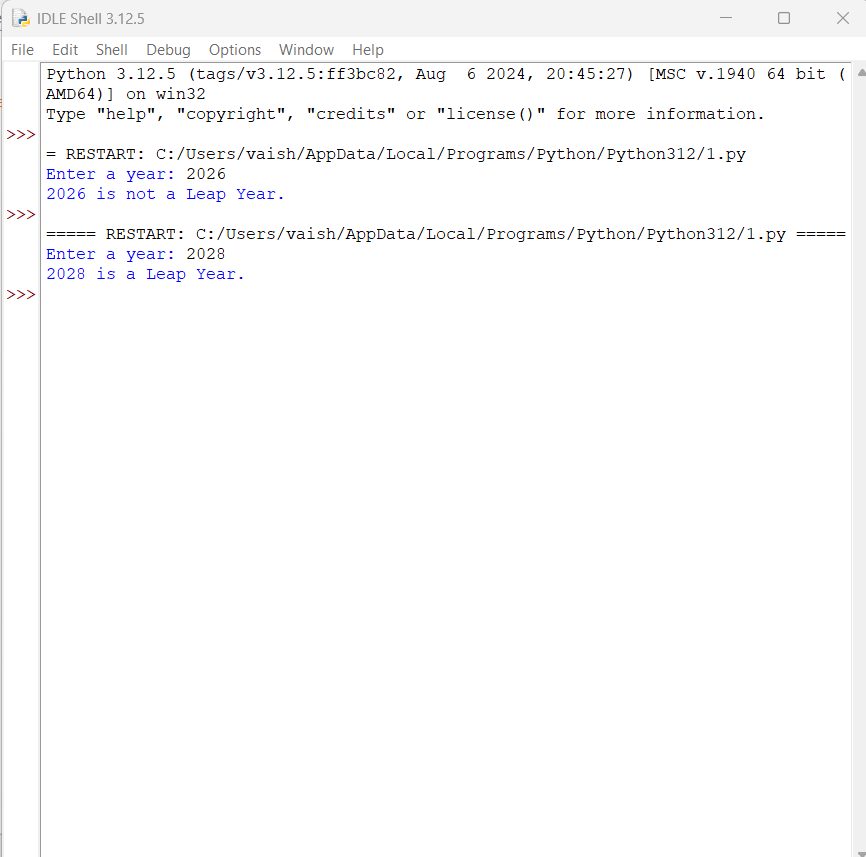 IDLE Shell 3.12.5
File Edit Shell Debug Options Window Help
Python 3.12.5 (tags/v3.12.5:ff3bc82, Aug  6 2024, 20:45:27) [MSC v.1940 64 bit (
AMD64)] on win32
Type "help", "copyright", "credits" or "license()" for more information.
>>>
= RESTART: C:/Users/vaish/AppData/Local/Programs/Python/Python312/1.py
Enter a year: 2026
2026 is not a Leap Year.
>>>
===== RESTART: C:/Users/vaish/AppData/Local/Programs/Python/Python312/1.py =====
Enter a year: 2028
2028 is a Leap Year.
>>>